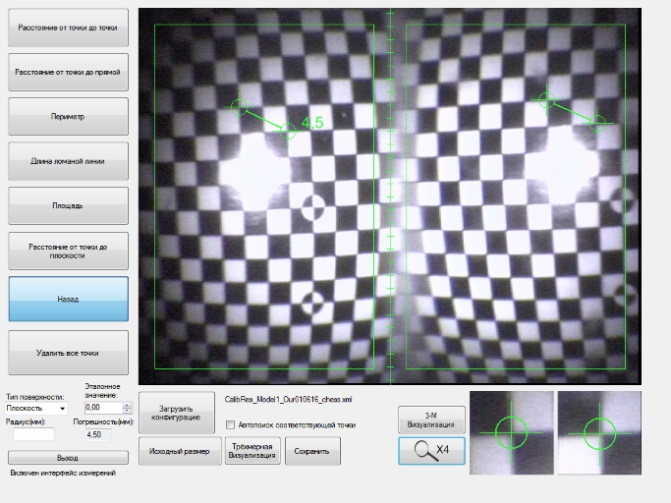 Расстояние от точки до точки
Расстояние от точки до прямой
Периметр
Длина ломаной линии
Площадь
Расстояние от точки до
плоскости
Назад
Удалить все точки
4,5
Тип поверхности:
Эталонное
значение:
Плоскость
0,00
Радиус(мм):
Погрешность(мм):
4,50
Выход
Включен интерфейс измерений
Загрузить
конфигурацию
CalibRes_Model1_Our010616_chess.xml
Автопоиск соответствующей точки
Исходный размер
Трёхмерная
Визуализация
Сохранить
3-М
Визуализация
X4